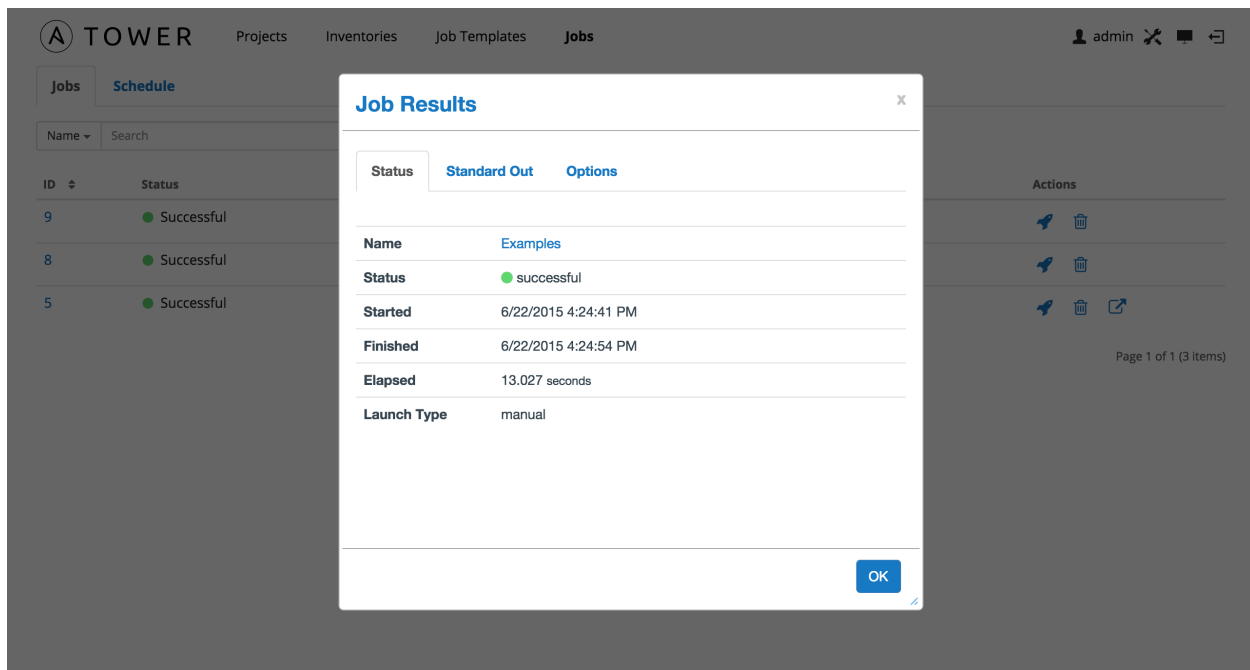 TOWER Projects Inventories Job Templates Jobs admin
Jobs Schedule
Name Search
ID Status Actions
9 Successful
8 Successful
5 Successful
Page 1 of 1 (3 items)
Job Results x
Status Standard Out Options
Name Examples
Status successful
Started 6/22/2015 4:24:41 PM
Finished 6/22/2015 4:24:54 PM
Elapsed 13.027 seconds
Launch Type manual
OK